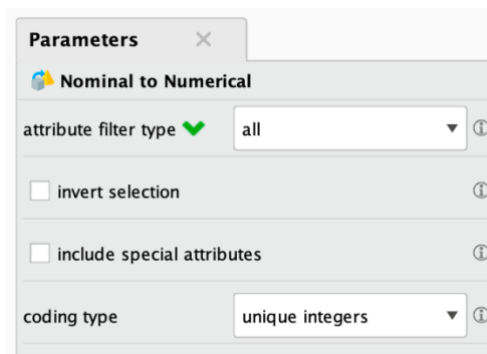 Parameters
Nominal to Numerical
attribute filter type all
invert selection
include special attributes
coding type unique integers